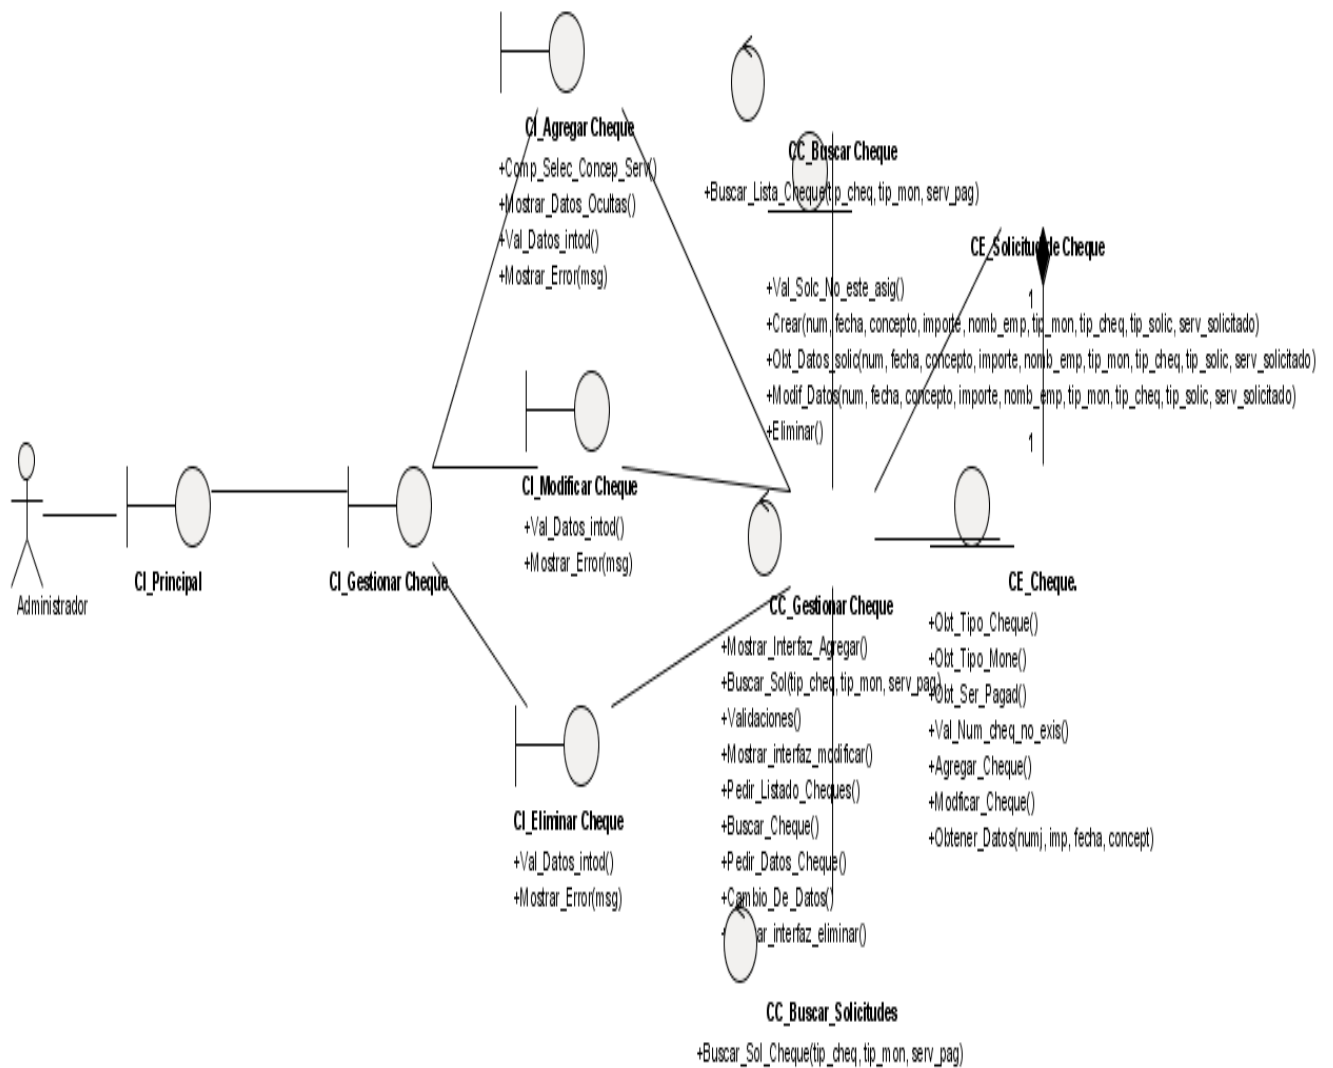 CI_Agregar Cheque
+Comp_Selec_Concep_Serv()
+Mostrar_Datos_Ocultas()
+Val_Datos_intod()
+Mostrar_Error(msg)
CC_Buscar Cheque
+Buscar_Lista_Cheque(tip_cheq, tip_mon, serv_pag)
CE_Solicitud de Cheque
+Val_Solc_No_este_asig()
+Crear(num, fecha, concepto, importe, nomb_emp, tip_mon, tip_cheq, tip_solic, serv_solicitado)
+Obt_Datos_solic(num, fecha, concepto, importe, nomb_emp, tip_mon, tip_cheq, tip_solic, serv_solicitado)
+Modif_Datos(num, fecha, concepto, importe, nomb_emp, tip_mon, tip_cheq, tip_solic, serv_solicitado)
+Eliminar()
1
1
CI_Modificar Cheque
+Val_Datos_intod()
+Mostrar_Error(msg)
Administrador
CI_Principal
CI_Gestionar Cheque
CC_Gestionar Cheque
+Mostrar_Interfaz_Agregar()
+Buscar_Sol(tip_cheq, tip_mon, serv_pag)
+Validaciones()
+Mostrar_interfaz_modificar()
+Pedir_Listado_Cheques()
+Buscar_Cheque()
+Pedir_Datos_Cheque()
+Cambio_De_Datos()
ar_interfaz_eliminar()
CE_Cheque.
+Obt_Tipo_Cheque()
+Obt_Tipo_Mone()
+Obt_Ser_Pagad()
+Val_Num_cheq_no_exis()
+Agregar_Cheque()
+Modficar_Cheque()
+Obtener_Datos(numj, imp, fecha, concept)
CI_Eliminar Cheque
+Val_Datos_intod()
+Mostrar_Error(msg)
CC_Buscar_Solicitudes
+Buscar_Sol_Cheque(tip_cheq, tip_mon, serv_pag)